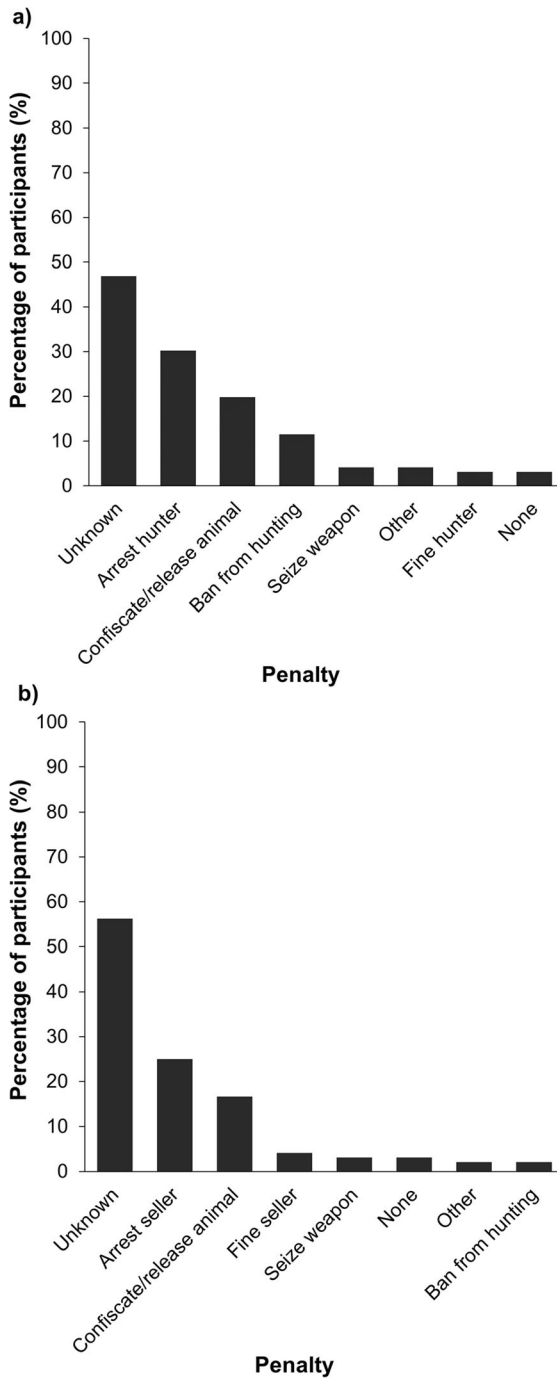 a)
Percentage of participants (%)
100
90
80
70
60
50
40
30
20
10
0
Unknown
Arrest hunter
Confiscate/release animal
Ban from hunting
Seize weapon
Other
Fine hunter
None
Penalty
b)
Percentage of participants (%)
100
90
80
70
60
50
40
30
20
10
0
Unknown
Arrest seller
Confiscate/release animal
Fine seller
Seize weapon
None
Other
Ban from hunting
Penalty